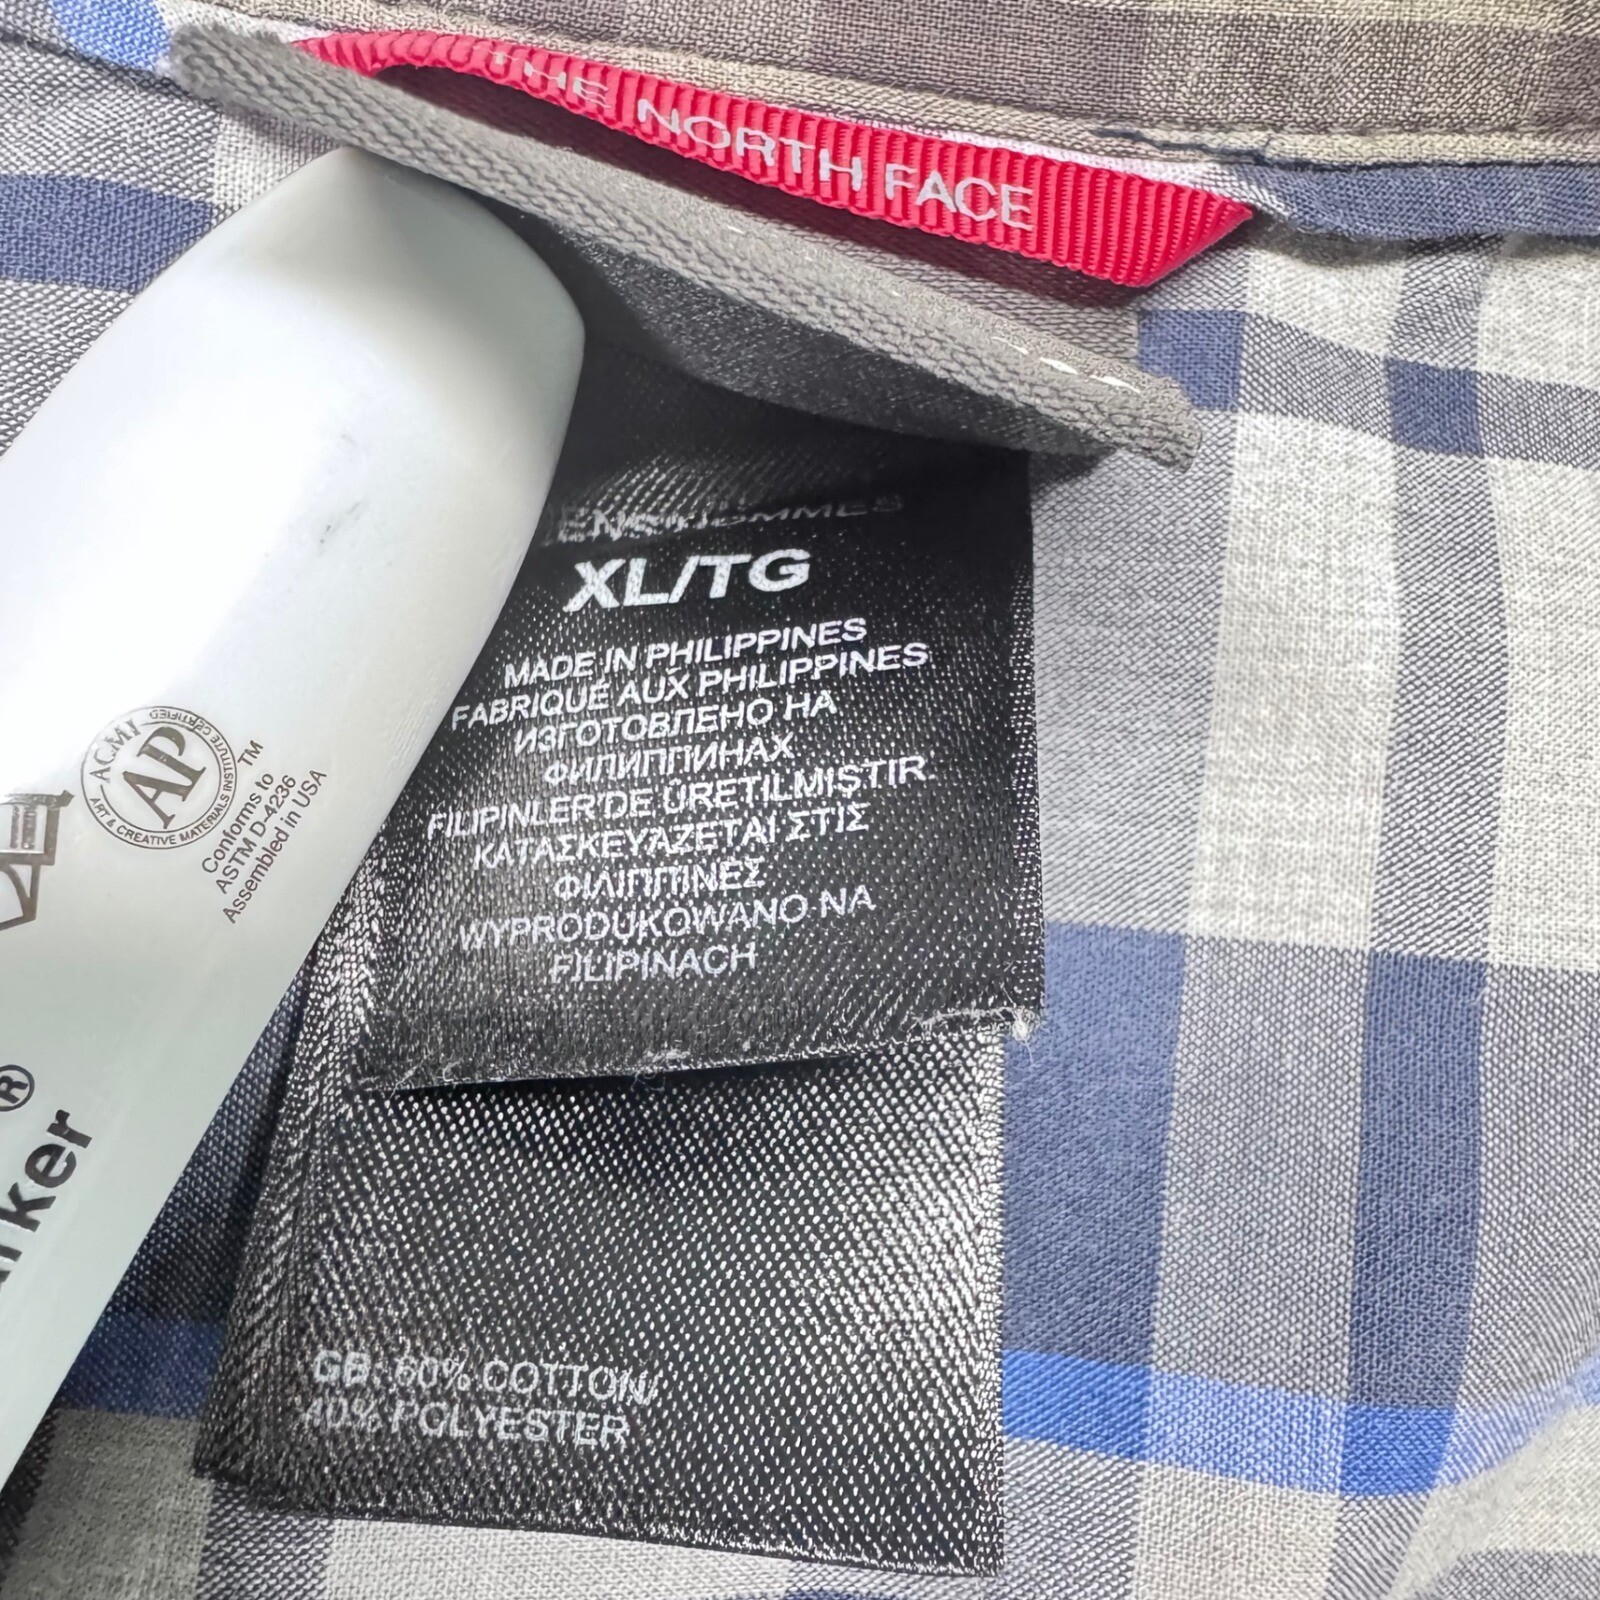 THE NORTH FACE
XL/TG
MADE IN PHILIPPINES
FABRIQUÉ AUX PHILIPPINES
ИЗГОТОВЛЕНО НА
ФИЛИППИНАХ
FILIPINLER'DE ÜRETILMIŞTIR
ΚΑΤΑΣΚΕΥΑΖΕΤΑΙ ΣΤΙΣ
ΦΙΛΙΠΠΙΝΕΣ
WYPRODUKOWANO NA
FILIPINACH
GB: 60% COTTON/
40% POLYESTER
ACMI
CERTIFIED
AP
ART & CREATIVE MATERIALS INSTITUTE
TM
Conforms to
ASTM D-4236
Assembled in USA
®